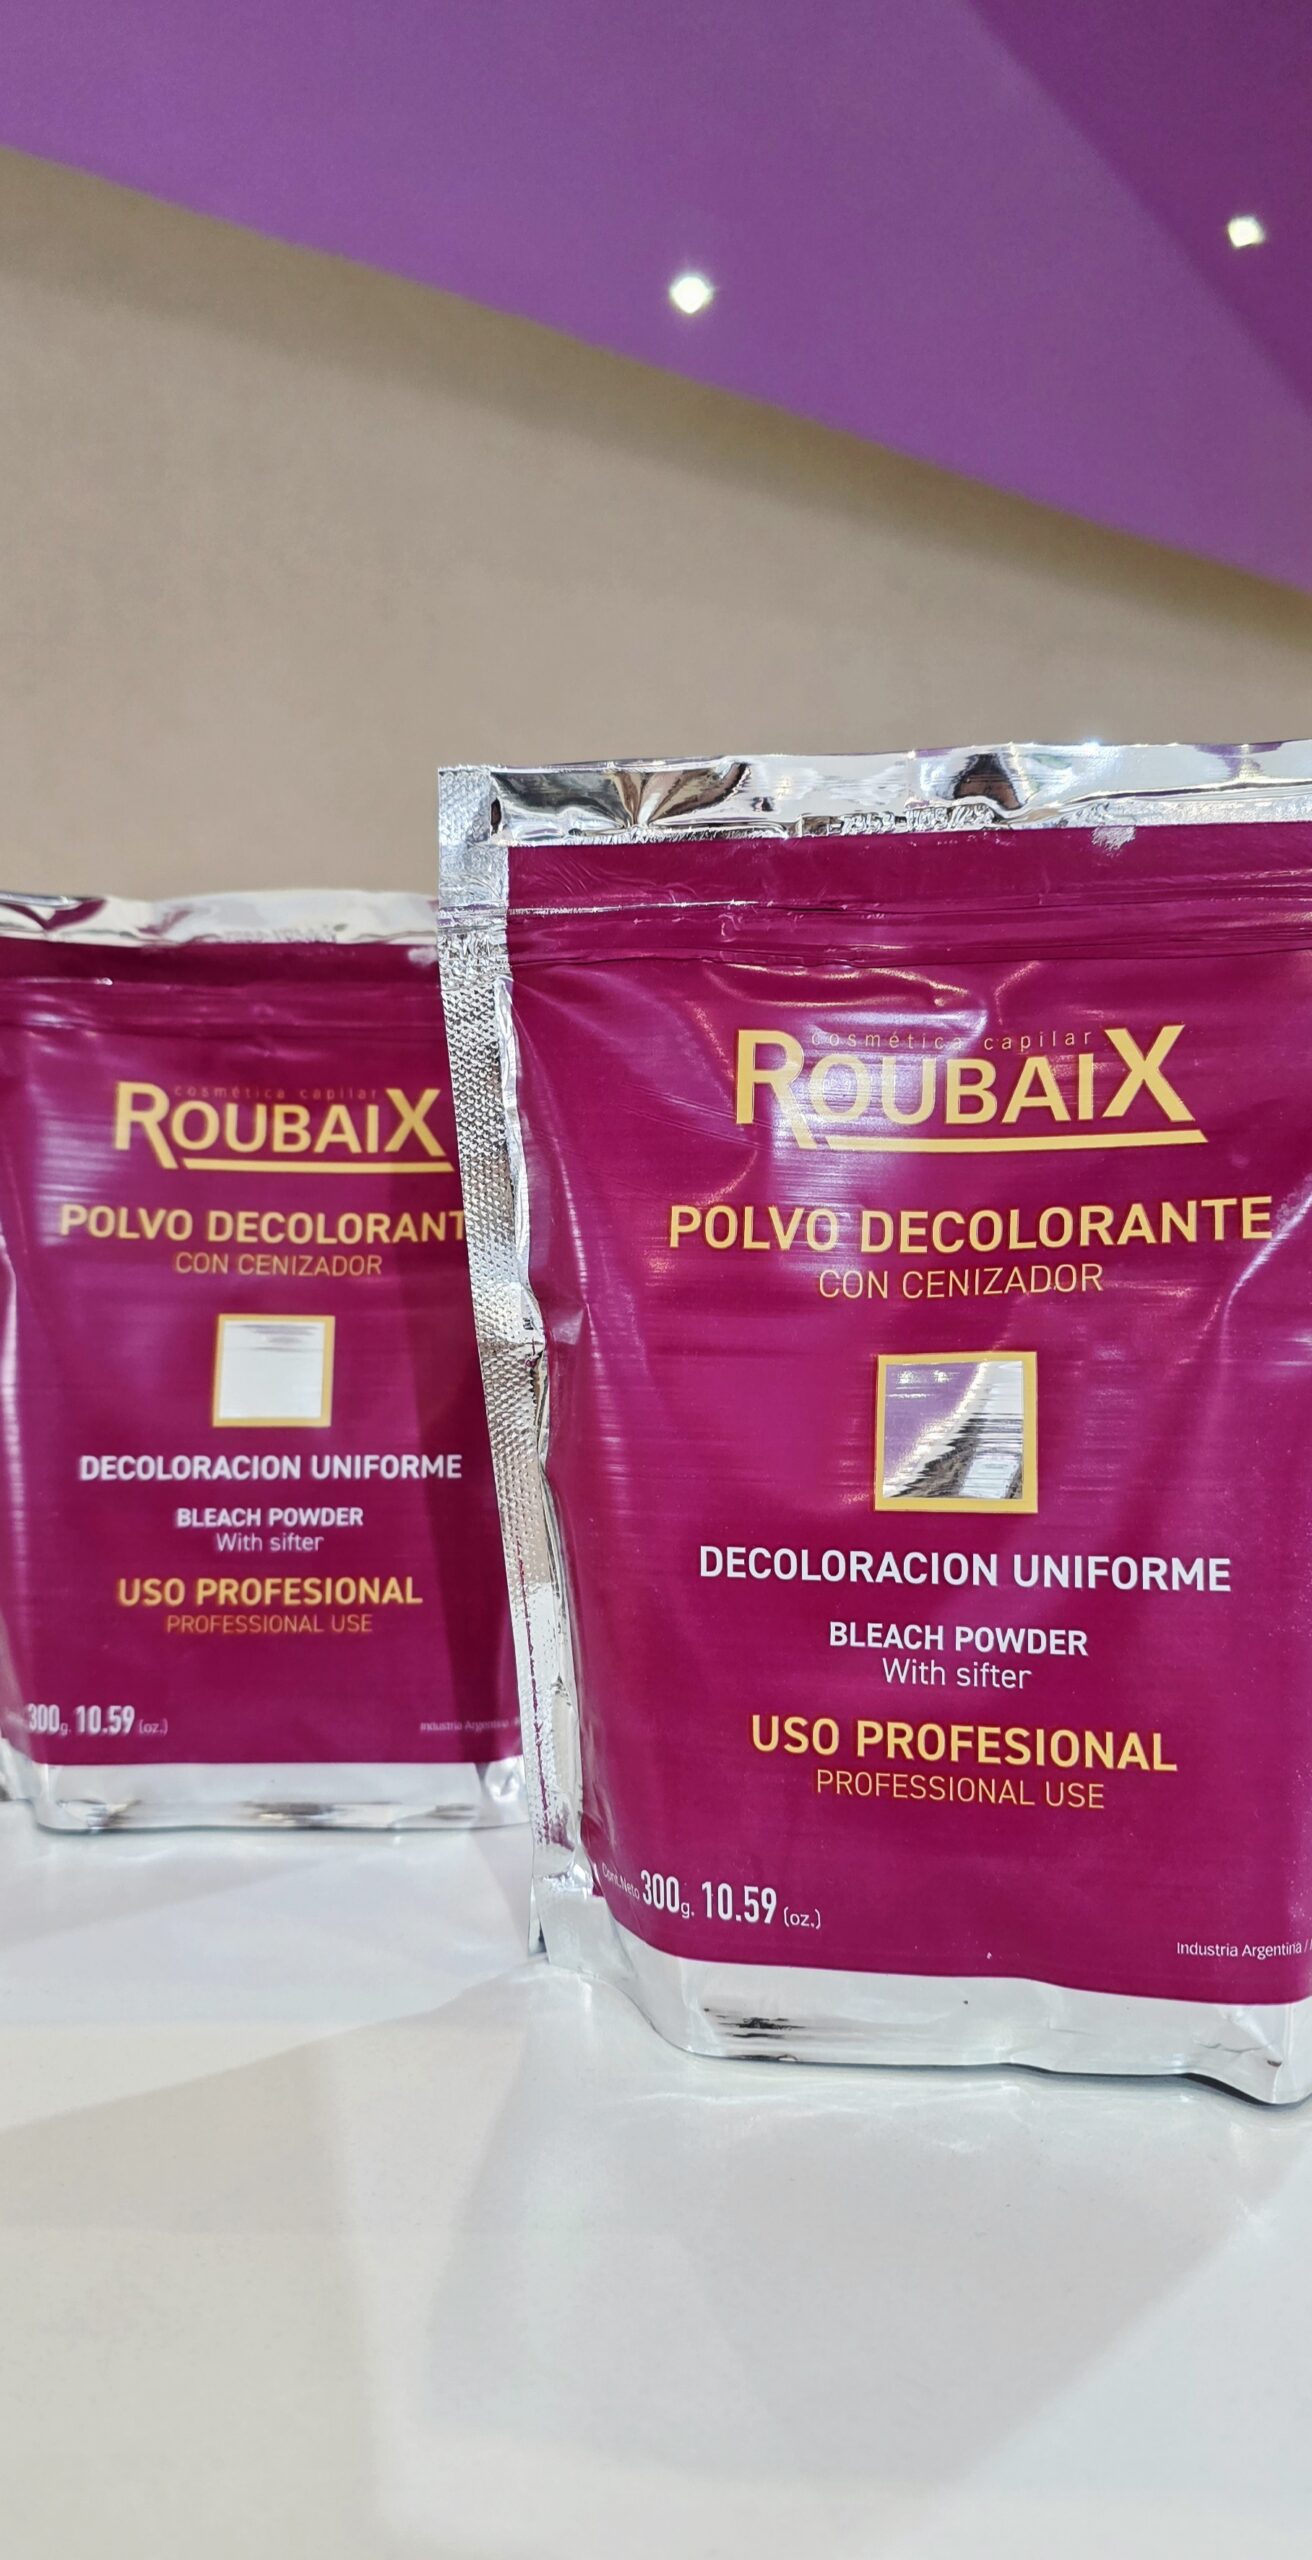 cosmética capilar
ROUBAIX
POLVO DECOLORANT
CON CENIZADOR
DECOLORACION UNIFORME
BLEACH POWDER
With sifter
USO PROFESIONAL
PROFESSIONAL USE
300g. 10.59 (oz.)
Industria Argentina
cosmética capilar
ROUBAIX
POLVO DECOLORANTE
CON CENIZADOR
DECOLORACION UNIFORME
BLEACH POWDER
With sifter
USO PROFESIONAL
PROFESSIONAL USE
Cont. Neto 300g. 10.59 (oz.)
Industria Argentina /